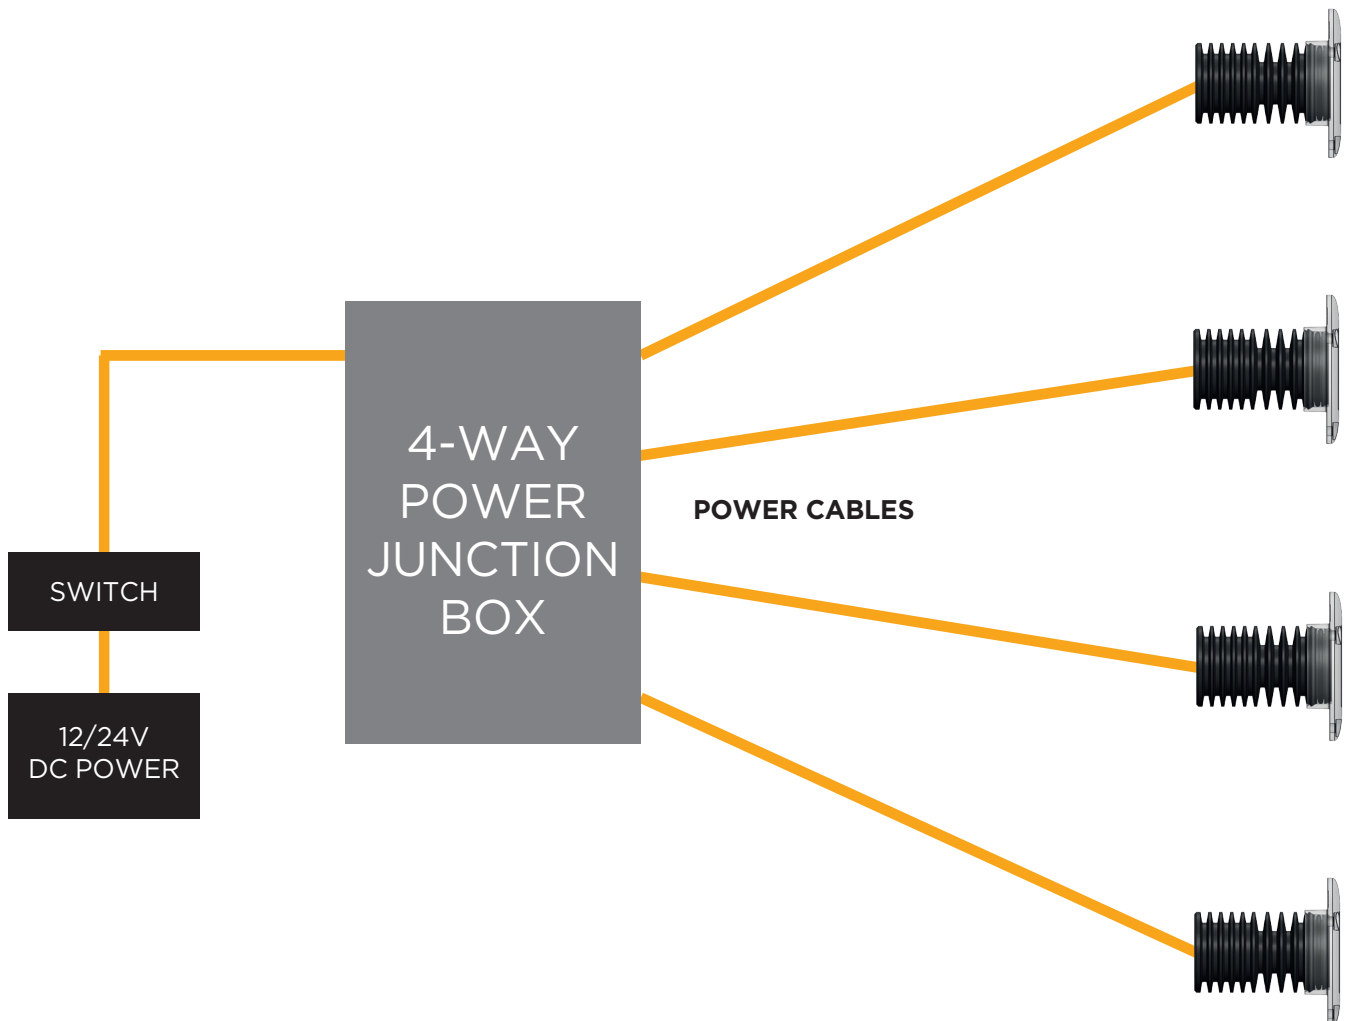 4-WAY
POWER
JUNCTION
BOX
POWER CABLES
SWITCH
12/24V
DC POWER